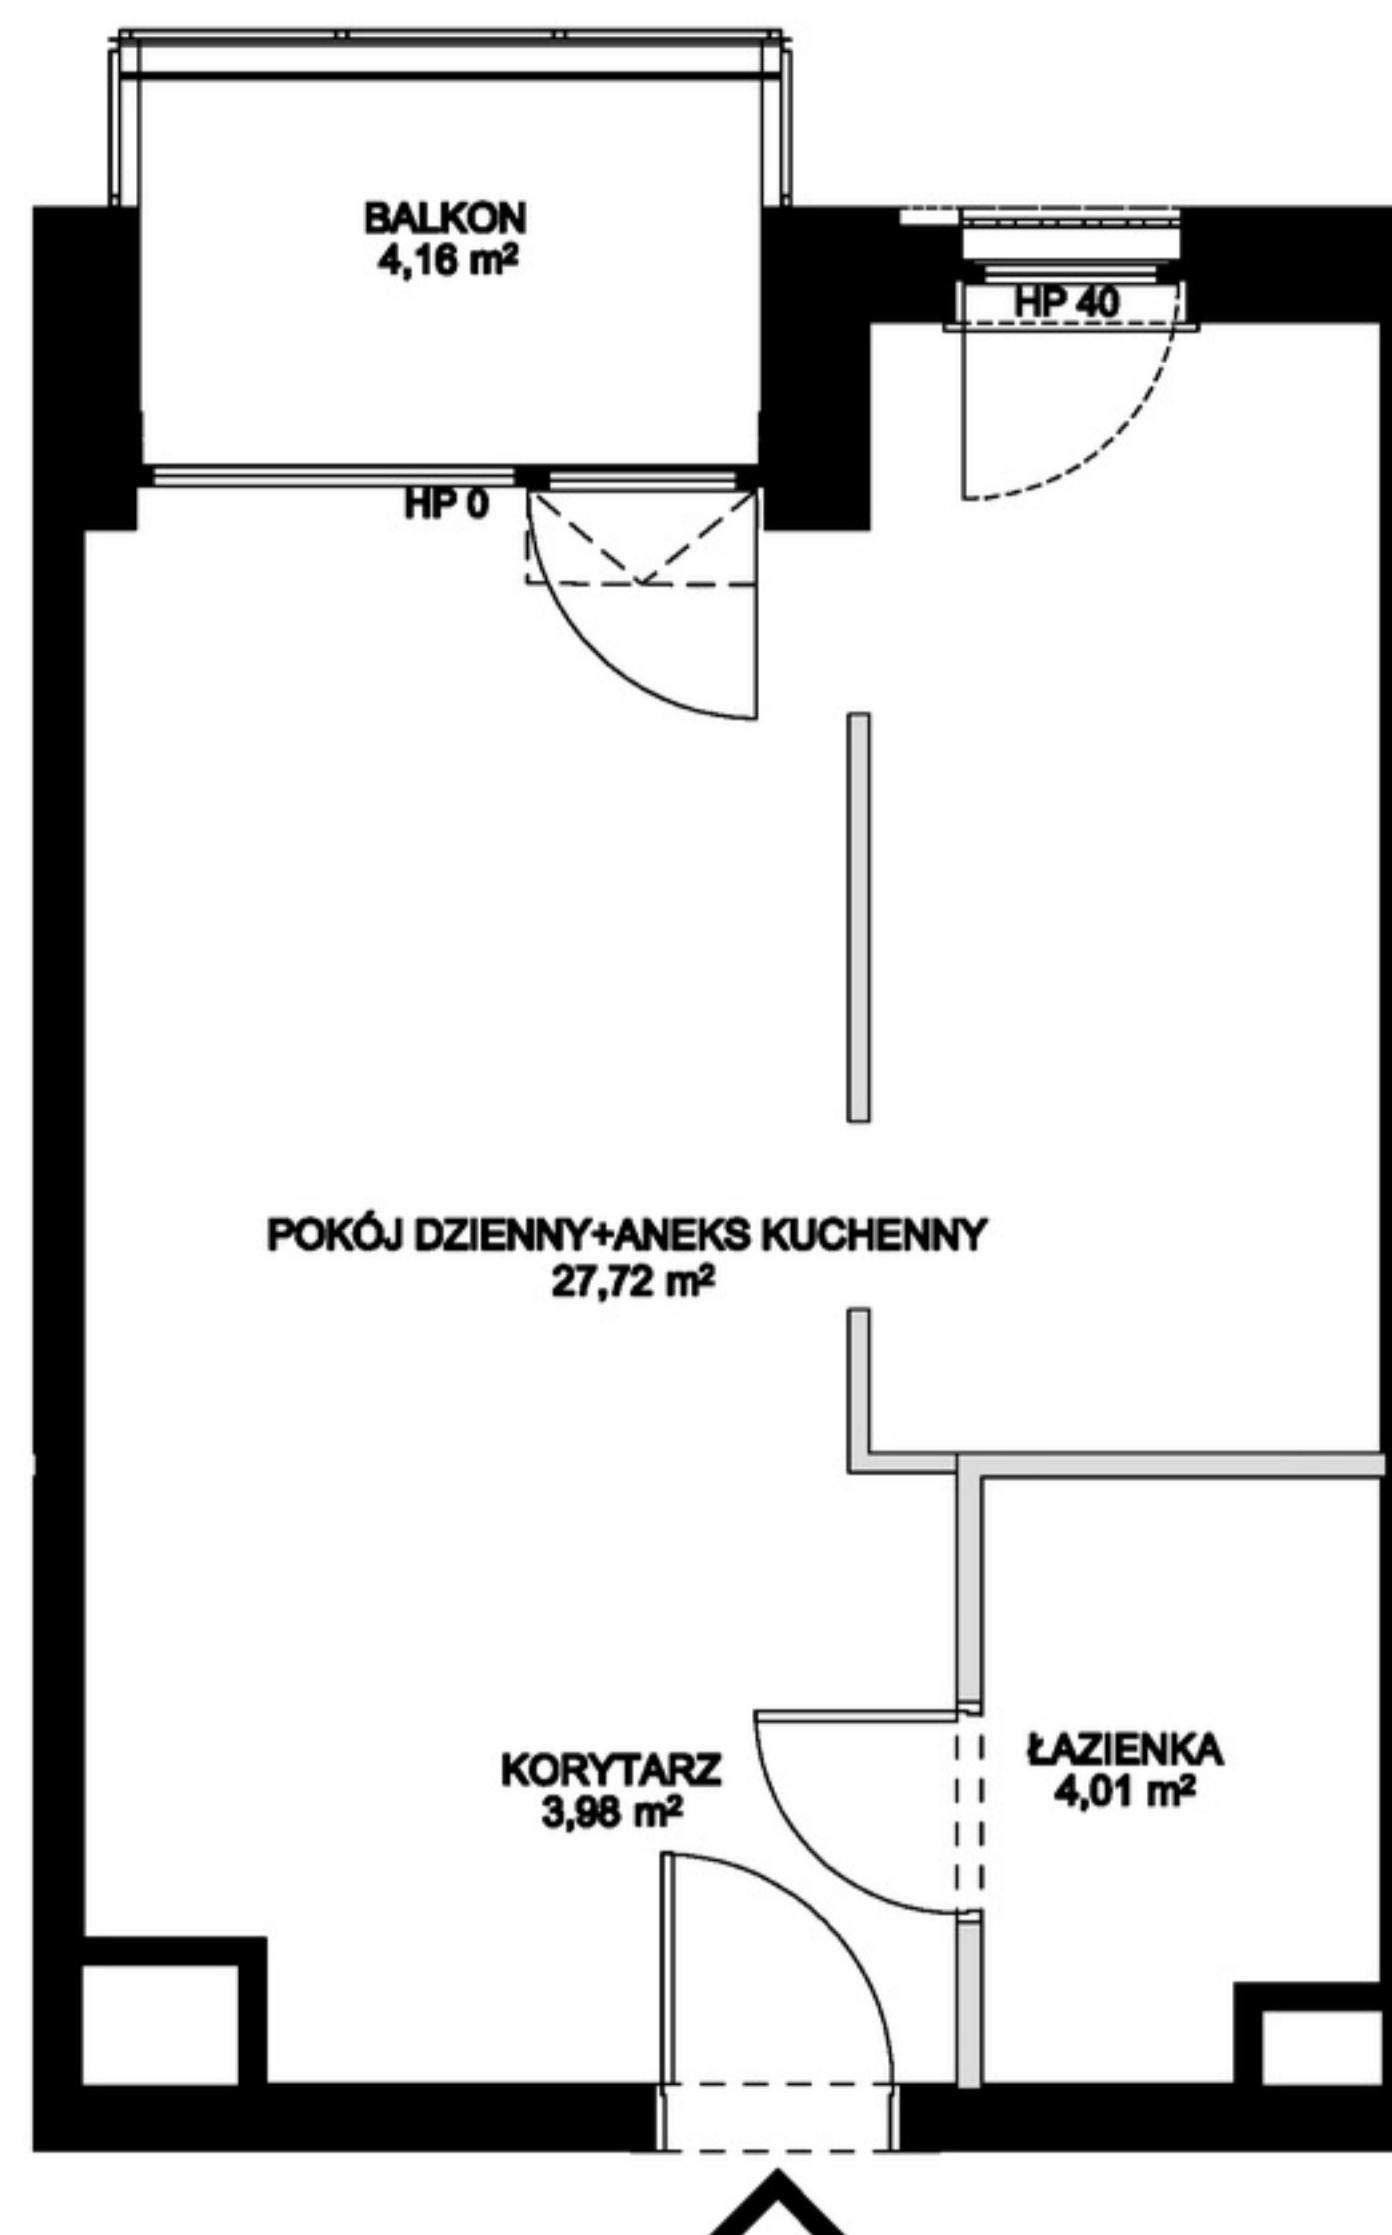 BALKON
4,16 m²
HP 40
HP 0
POKÓJ DZIENNY+ANEKS KUCHENNY
27,72 m²
KORYTARZ
3,98 m²
ŁAZIENKA
4,01 m²